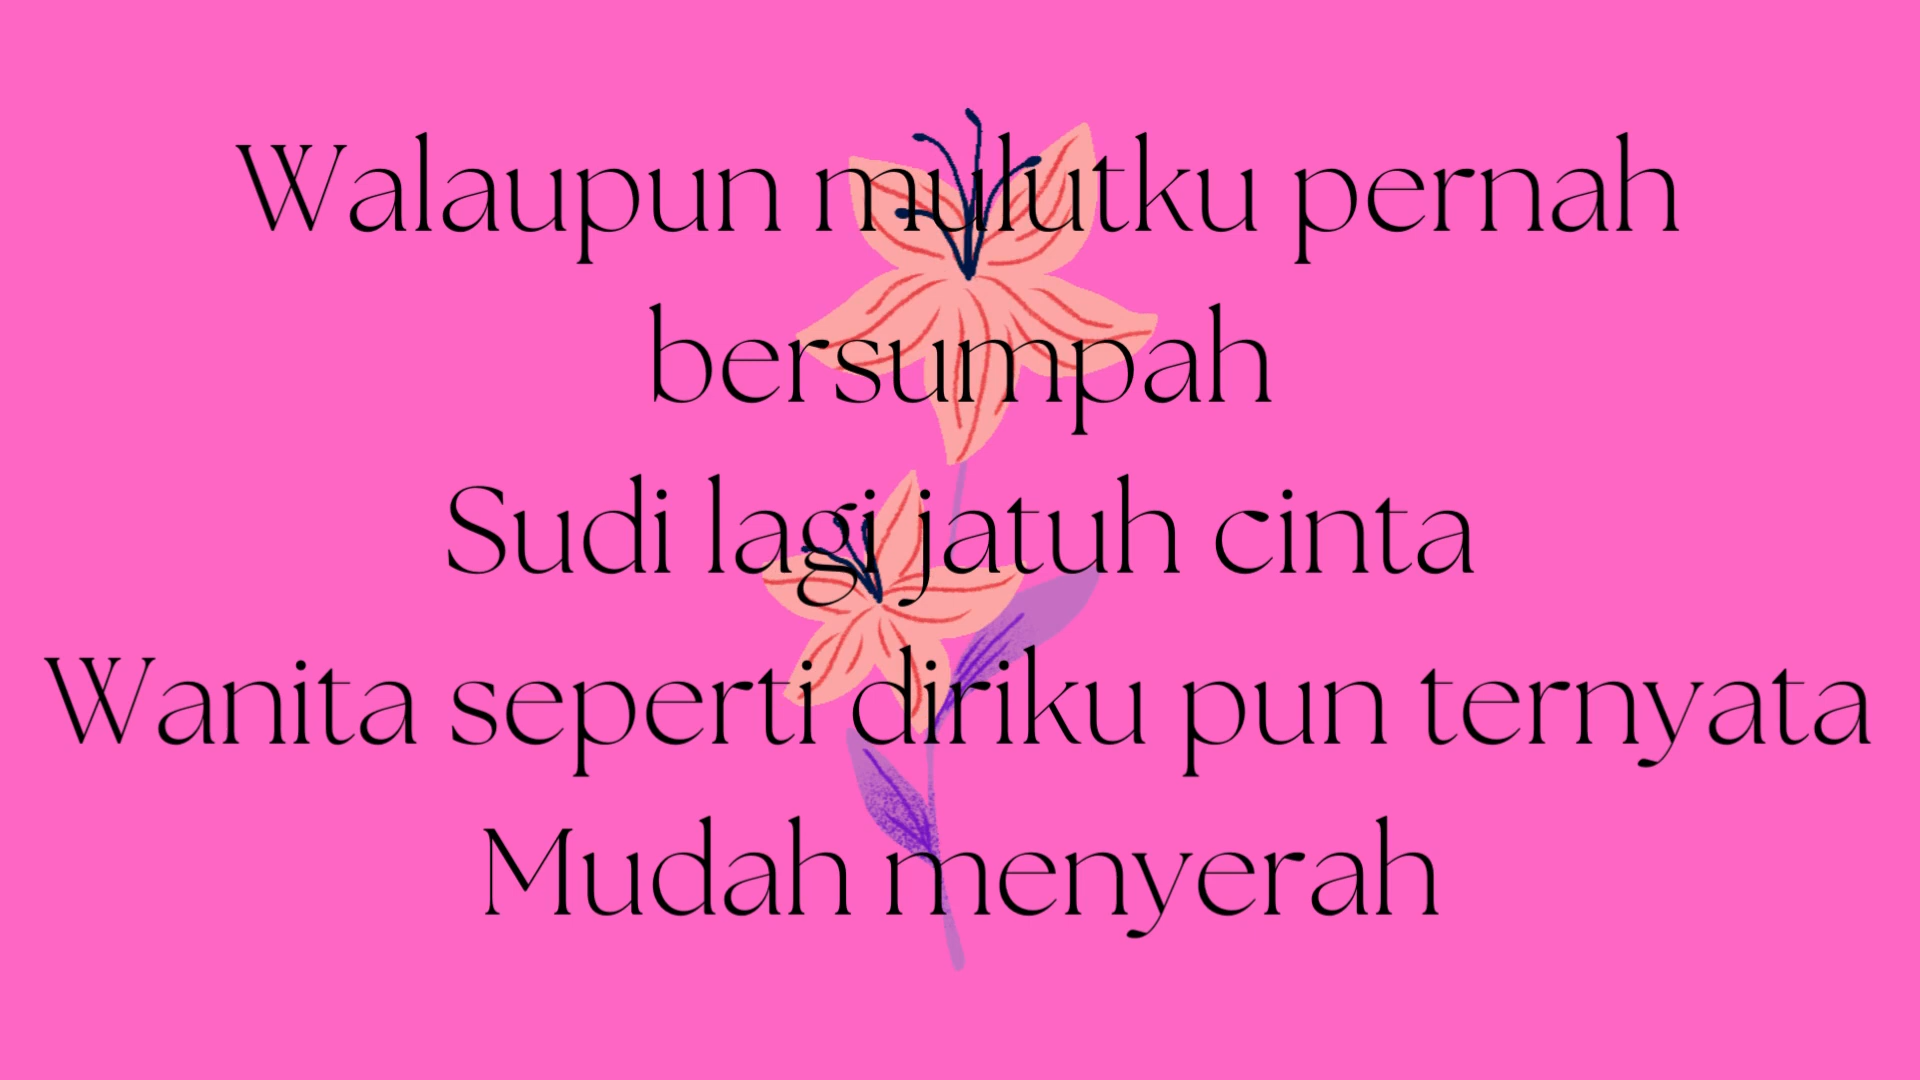 Walaupun mulutku pernah
bersumpah
Sudi lagi jatuh cinta
Wanita seperti diriku pun ternyata
Mudah menyerah